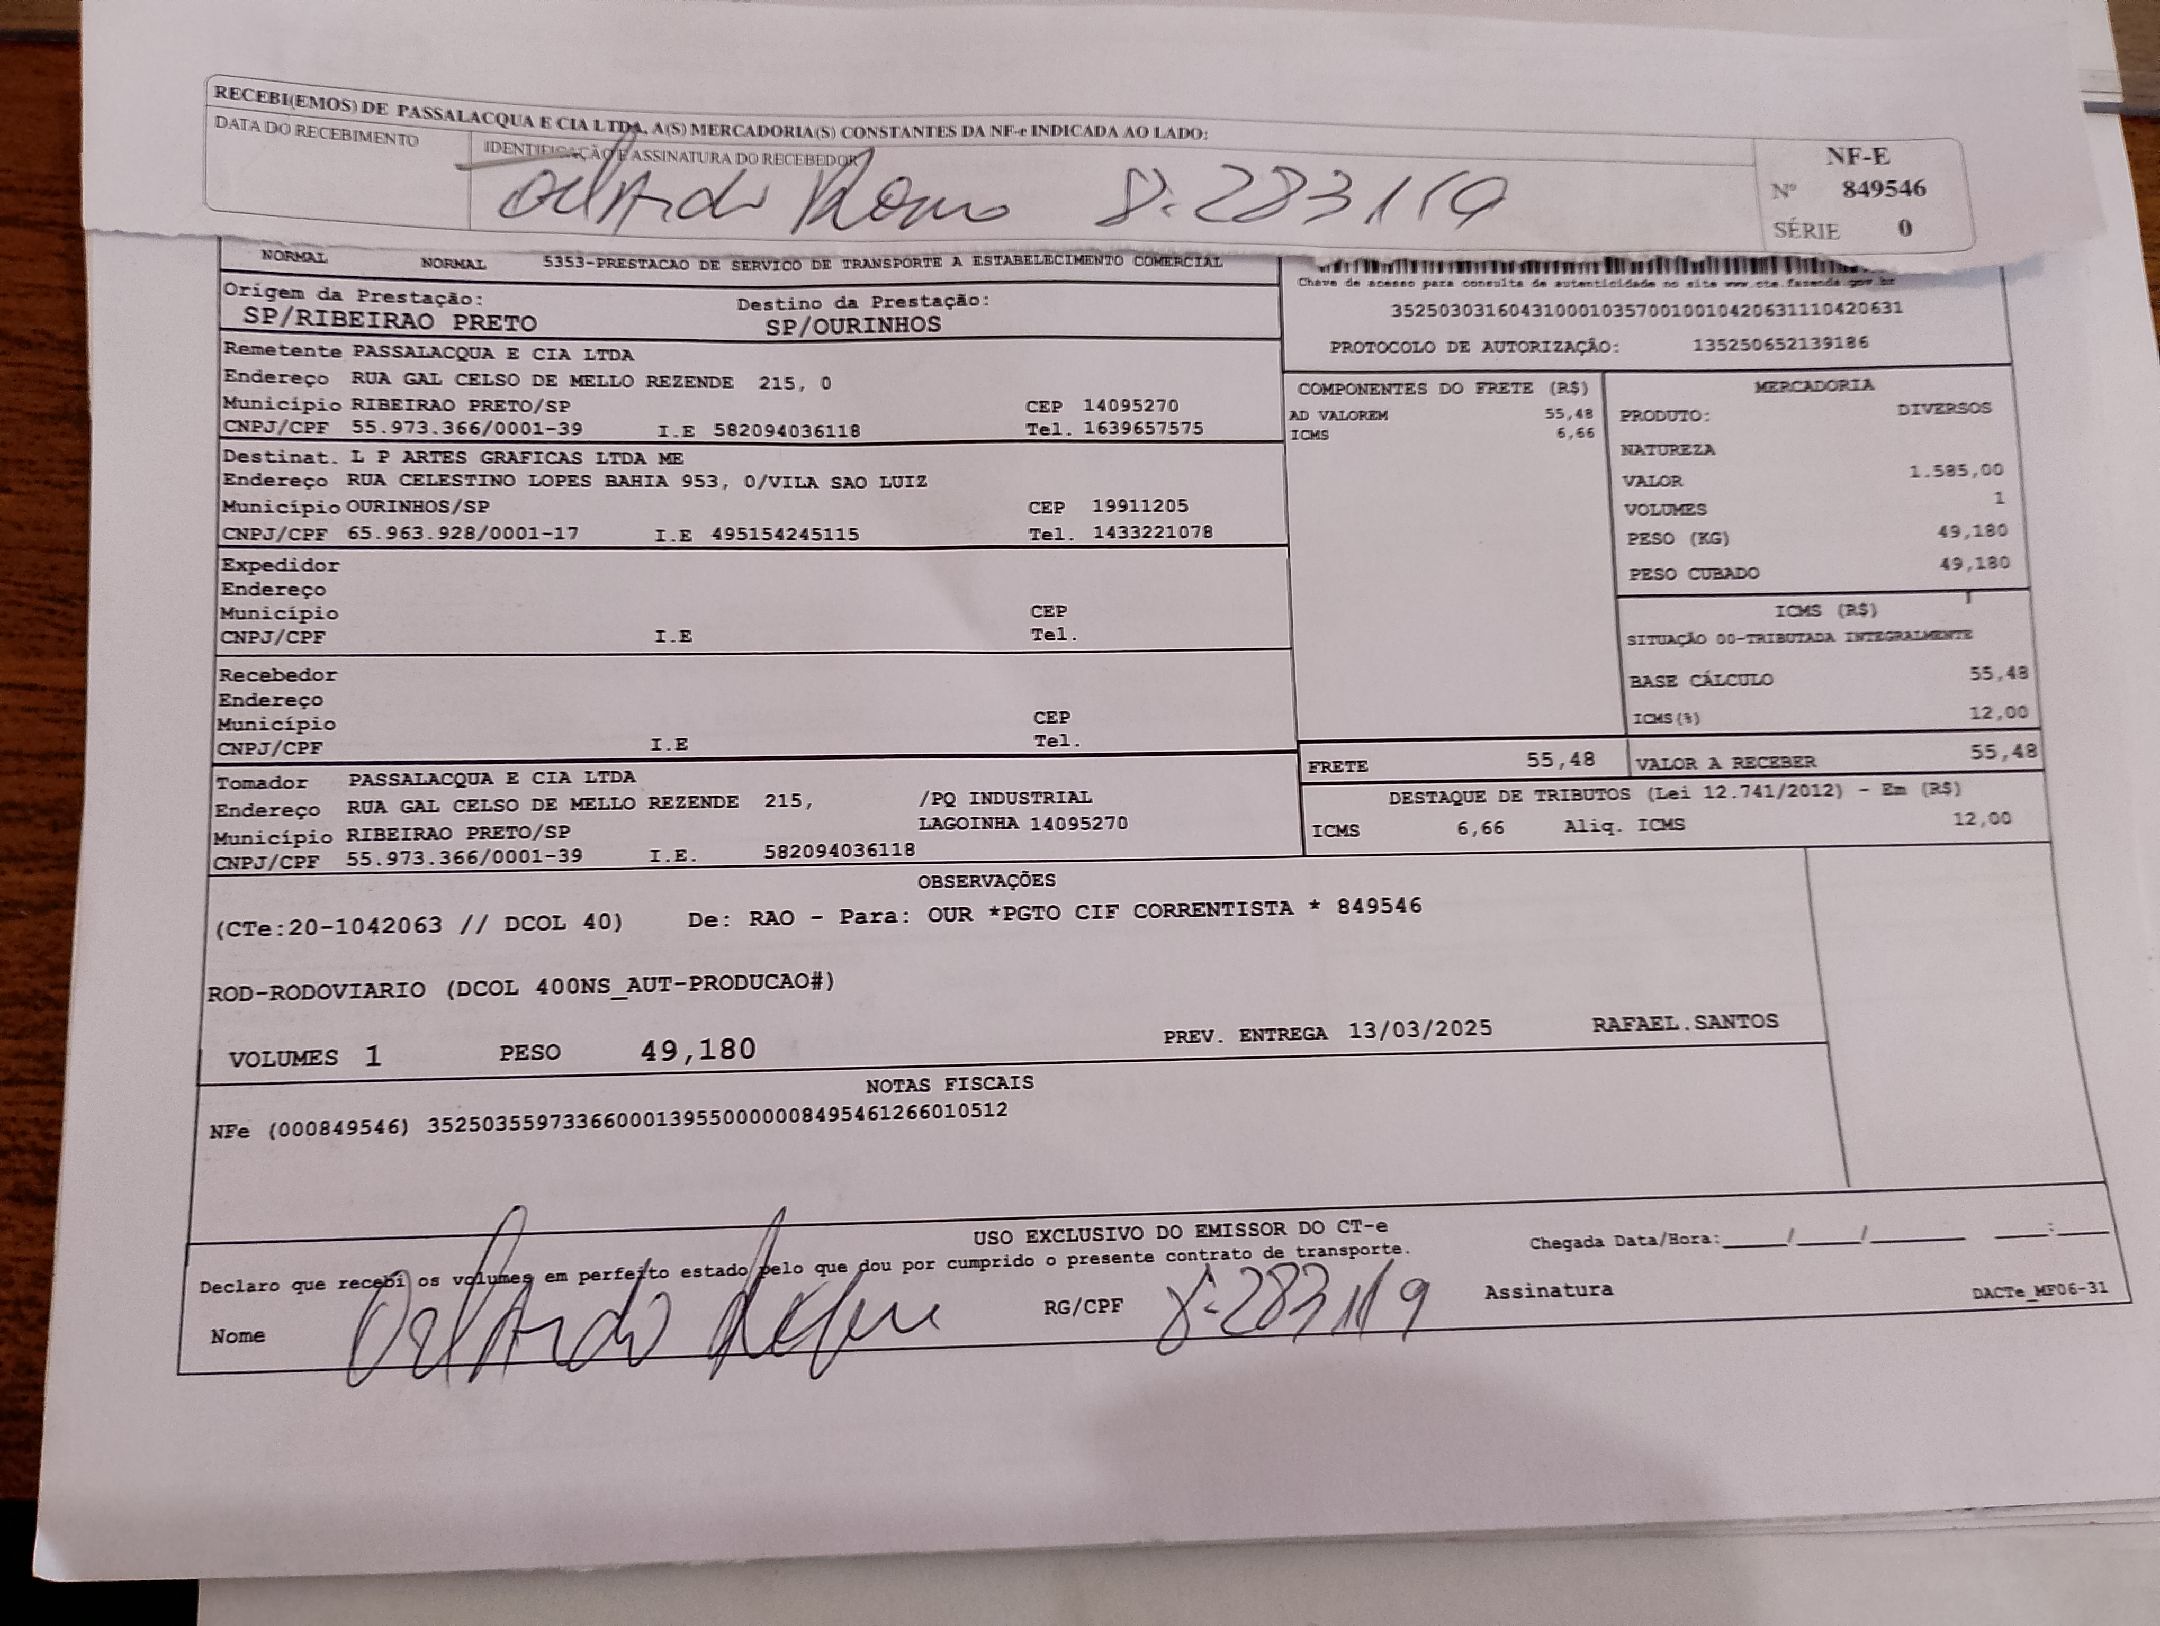 RECEBI(EMOS) DE PASSALACQUA E CIA LTDA, A(S) MERCADORIA(S) CONSTANTES DA NF-e INDICADA AO LADO:
DATA DO RECEBIMENTO
IDENTIFICAÇÃO E ASSINATURA DO RECEBEDOR
8.283119
NF-E
Nº 849546
SÉRIE 0
NORMAL NORMAL 5353-PRESTACAO DE SERVICO DE TRANSPORTE A ESTABELECIMENTO COMERCIAL
Origem da Prestação: Destino da Prestação:
SP/RIBEIRAO PRETO SP/OURINHOS
Remetente PASSALACQUA E CIA LTDA
Endereço RUA GAL CELSO DE MELLO REZENDE 215, 0
Município RIBEIRAO PRETO/SP CEP 14095270
CNPJ/CPF 55.973.366/0001-39 I.E 582094036118 Tel. 1639657575
Destinat. L P ARTES GRAFICAS LTDA ME
Endereço RUA CELESTINO LOPES BAHIA 953, 0/VILA SAO LUIZ
Município OURINHOS/SP CEP 19911205
CNPJ/CPF 65.963.928/0001-17 I.E 495154245115 Tel. 1433221078
Expedidor
Endereço
Município CEP
CNPJ/CPF I.E Tel.
Recebedor
Endereço
Município CEP
CNPJ/CPF I.E Tel.
Tomador PASSALACQUA E CIA LTDA
Endereço RUA GAL CELSO DE MELLO REZENDE 215, /PQ INDUSTRIAL
Município RIBEIRAO PRETO/SP LAGOINHA 14095270
CNPJ/CPF 55.973.366/0001-39 I.E. 582094036118
Chave de acesso para consulta de autenticidade no site www.cte.fazenda.gov.br
35250303160431000103570010010420631110420631
PROTOCOLO DE AUTORIZAÇÃO: 135250652139186
COMPONENTES DO FRETE (R$)
AD VALOREM 55,48
ICMS 6,66
MERCADORIA
PRODUTO: DIVERSOS
NATUREZA
VALOR 1.585,00
VOLUMES 1
PESO (KG) 49,180
PESO CUBADO 49,180
ICMS (R$)
SITUAÇÃO 00-TRIBUTADA INTEGRALMENTE
BASE CÁLCULO 55,48
ICMS(%) 12,00
FRETE 55,48 VALOR A RECEBER 55,48
DESTAQUE DE TRIBUTOS (Lei 12.741/2012) - Em (R$)
ICMS 6,66 Aliq. ICMS 12,00
OBSERVAÇÕES
(CTe:20-1042063 // DCOL 40) De: RAO - Para: OUR *PGTO CIF CORRENTISTA * 849546
ROD-RODOVIARIO (DCOL 400NS_AUT-PRODUCAO#)
VOLUMES 1 PESO 49,180 PREV. ENTREGA 13/03/2025 RAFAEL.SANTOS
NOTAS FISCAIS
NFe (000849546) 35250355973366000139550000008495461266010512
USO EXCLUSIVO DO EMISSOR DO CT-e
Declaro que recebi os volumes em perfeito estado pelo que dou por cumprido o presente contrato de transporte.
Chegada Data/Hora:____/____/______ ___:___
Nome RG/CPF 8.283119 Assinatura
DACTe_MF06-31